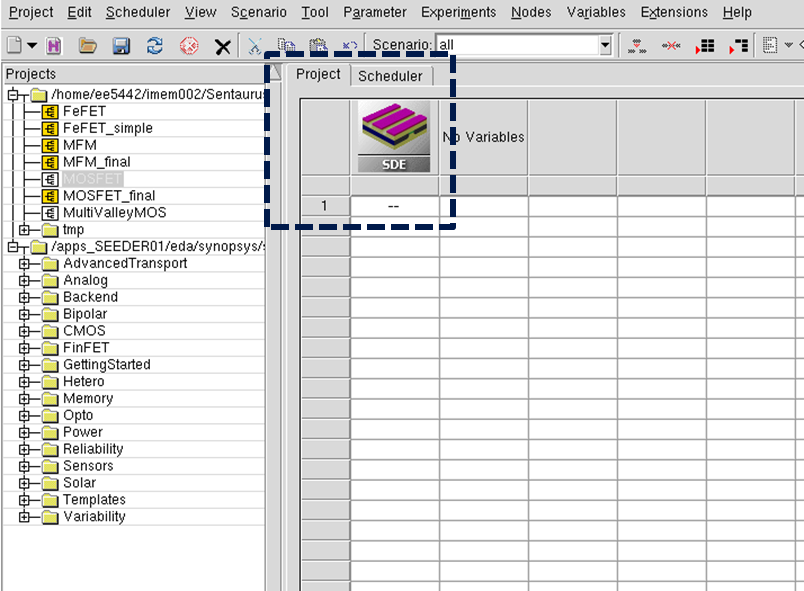 Project Edit Scheduler View Scenario Tool Parameter Experiments Nodes Variables Extensions Help
Scenario: all
Projects
Project Scheduler
/home/ee5442/imem002/Sentaurus
FeFET
FeFET_simple
MFM
MFM_final
MOSFET
MOSFET_final
MultiValleyMOS
tmp
/apps_SEEDER01/eda/synopsys/s
AdvancedTransport
Analog
Backend
Bipolar
CMOS
FinFET
GettingStarted
Hetero
Memory
Opto
Power
Reliability
Sensors
Solar
Templates
Variability
SDE
No Variables
1 --